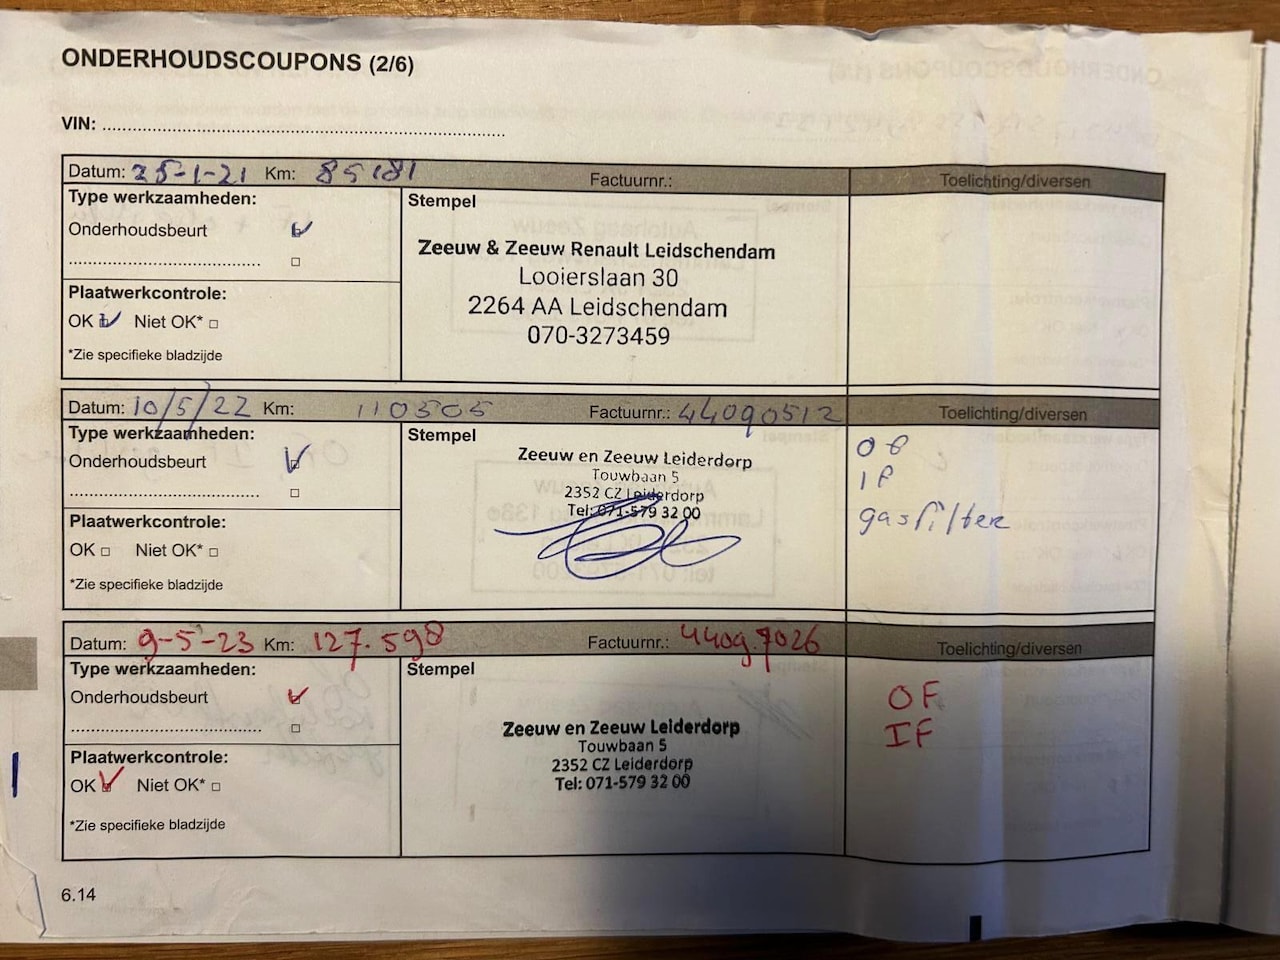 ONDERHOUDSCOUPONS (2/6)
VIN: ....................................................................................
Datum: 25-1-21 Km: 85181 Factuurnr.: Toelichting/diversen
Type werkzaamheden:
Stempel
Onderhoudsbeurt
Zeeuw & Zeeuw Renault Leidschendam
Looierslaan 30
2264 AA Leidschendam
070-3273459
Plaatwerkcontrole:
OK Niet OK*
*Zie specifieke bladzijde
Datum: 10/5/22 Km: 110505 Factuurnr.: 44090512 Toelichting/diversen
Type werkzaamheden:
Stempel
Onderhoudsbeurt
Zeeuw en Zeeuw Leiderdorp
Touwbaan 5
2352 CZ Leiderdorp
Tel: 071-579 32 00
OF
IF
gasfilter
Plaatwerkcontrole:
OK Niet OK*
*Zie specifieke bladzijde
Datum: 9-5-23 Km: 127.598 Factuurnr.: 4409.7026 Toelichting/diversen
Type werkzaamheden:
Stempel
Onderhoudsbeurt
Zeeuw en Zeeuw Leiderdorp
Touwbaan 5
2352 CZ Leiderdorp
Tel: 071-579 32 00
OF
IF
Plaatwerkcontrole:
OK Niet OK*
*Zie specifieke bladzijde
6.14